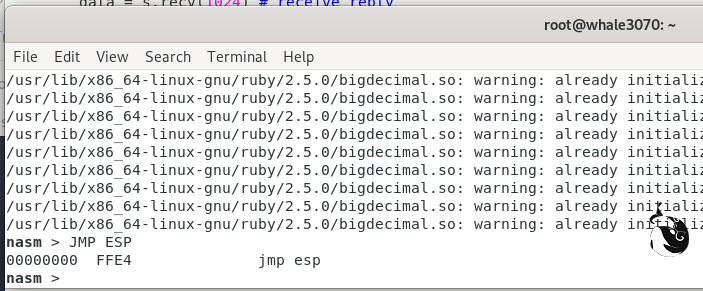 data = s.recv(1024) # receive reply
root@whale3070: ~
File Edit View Search Terminal Help
/usr/lib/x86_64-linux-gnu/ruby/2.5.0/bigdecimal.so: warning: already initializ
/usr/lib/x86_64-linux-gnu/ruby/2.5.0/bigdecimal.so: warning: already initializ
/usr/lib/x86_64-linux-gnu/ruby/2.5.0/bigdecimal.so: warning: already initializ
/usr/lib/x86_64-linux-gnu/ruby/2.5.0/bigdecimal.so: warning: already initializ
/usr/lib/x86_64-linux-gnu/ruby/2.5.0/bigdecimal.so: warning: already initializ
/usr/lib/x86_64-linux-gnu/ruby/2.5.0/bigdecimal.so: warning: already initializ
/usr/lib/x86_64-linux-gnu/ruby/2.5.0/bigdecimal.so: warning: already initializ
/usr/lib/x86_64-linux-gnu/ruby/2.5.0/bigdecimal.so: warning: already initializ
/usr/lib/x86_64-linux-gnu/ruby/2.5.0/bigdecimal.so: warning: already initializ
nasm > JMP ESP
00000000  FFE4              jmp esp
nasm >